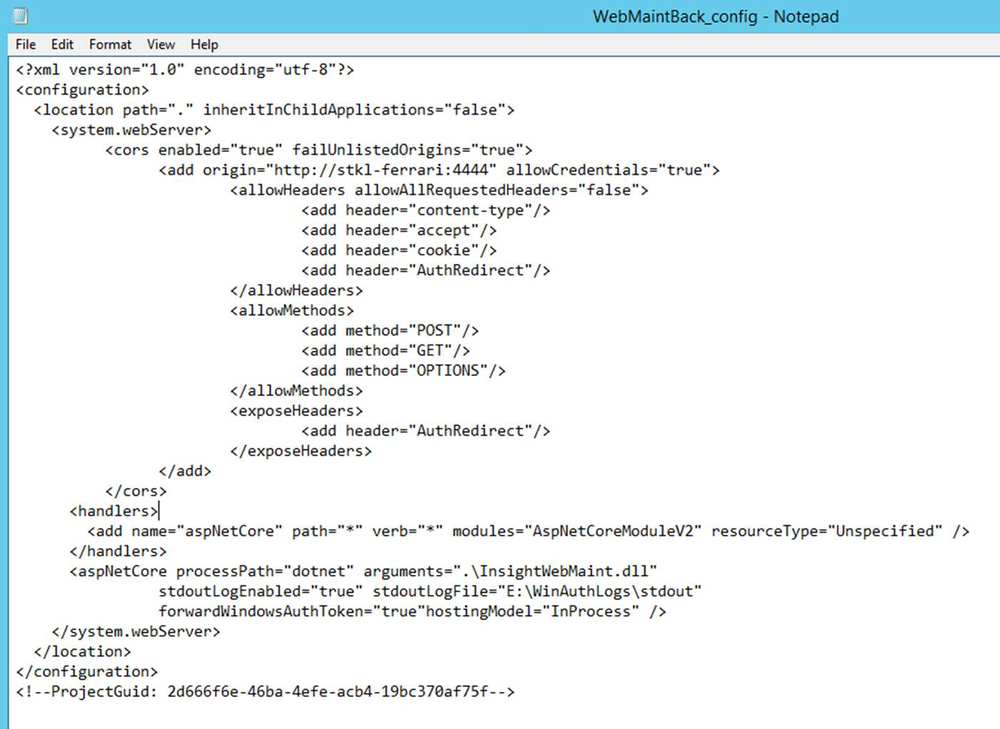 WebMaintBack_config - Notepad
File Edit Format View Help
<?xml version="1.0" encoding="utf-8"?>
<configuration>
  <location path="." inheritInChildApplications="false">
    <system.webServer>
          <cors enabled="true" failUnlistedOrigins="true">
                <add origin="http://stkl-ferrari:4444" allowCredentials="true">
                        <allowHeaders allowAllRequestedHeaders="false">
                                <add header="content-type"/>
                                <add header="accept"/>
                                <add header="cookie"/>
                                <add header="AuthRedirect"/>
                        </allowHeaders>
                        <allowMethods>
                                <add method="POST"/>
                                <add method="GET"/>
                                <add method="OPTIONS"/>
                        </allowMethods>
                        <exposeHeaders>
                                <add header="AuthRedirect"/>
                        </exposeHeaders>
                </add>
          </cors>
      <handlers>
        <add name="aspNetCore" path="*" verb="*" modules="AspNetCoreModuleV2" resourceType="Unspecified" />
      </handlers>
      <aspNetCore processPath="dotnet" arguments=".\InsightWebMaint.dll"
                stdoutLogEnabled="true" stdoutLogFile="E:\WinAuthLogs\stdout"
                forwardWindowsAuthToken="true"hostingModel="InProcess" />
    </system.webServer>
  </location>
</configuration>
<!--ProjectGuid: 2d666f6e-46ba-4efe-acb4-19bc370af75f-->